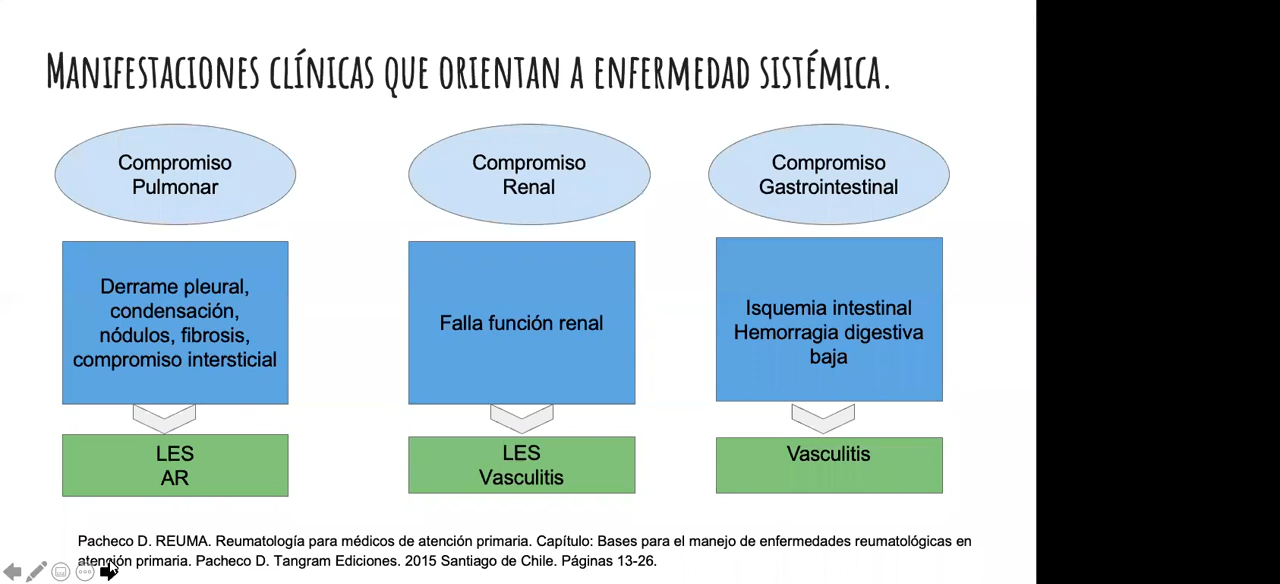 Manifestaciones clínicas que orientan a enfermedad sistémica.
Compromiso
Pulmonar
Derrame pleural,
condensación,
nódulos, fibrosis,
compromiso intersticial
LES
AR
Compromiso
Renal
Falla función renal
LES
Vasculitis
Compromiso
Gastrointestinal
Isquemia intestinal
Hemorragia digestiva
baja
Vasculitis
Pacheco D. REUMA. Reumatología para médicos de atención primaria. Capítulo: Bases para el manejo de enfermedades reumatológicas en
atención primaria. Pacheco D. Tangram Ediciones. 2015 Santiago de Chile. Páginas 13-26.